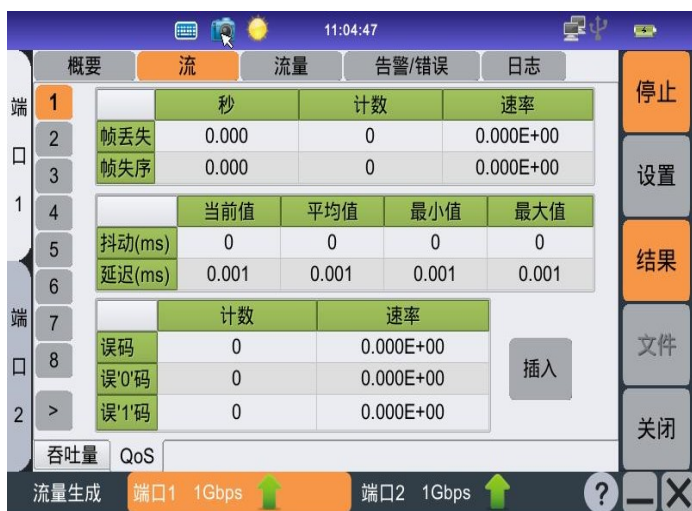 11:04:47
概要 流 流量 告警/错误 日志
停止
设置
结果
文件
关闭
端口1
端口2
1
2
3
4
5
6
7
8
>
秒 计数 速率
帧丢失 0.000 0 0.000E+00
帧失序 0.000 0 0.000E+00
当前值 平均值 最小值 最大值
抖动(ms) 0 0 0 0
延迟(ms) 0.001 0.001 0.001 0.001
计数 速率
误码 0 0.000E+00
误'0'码 0 0.000E+00
误'1'码 0 0.000E+00
插入
吞吐量 QoS
流量生成 端口1 1Gbps 端口2 1Gbps ?